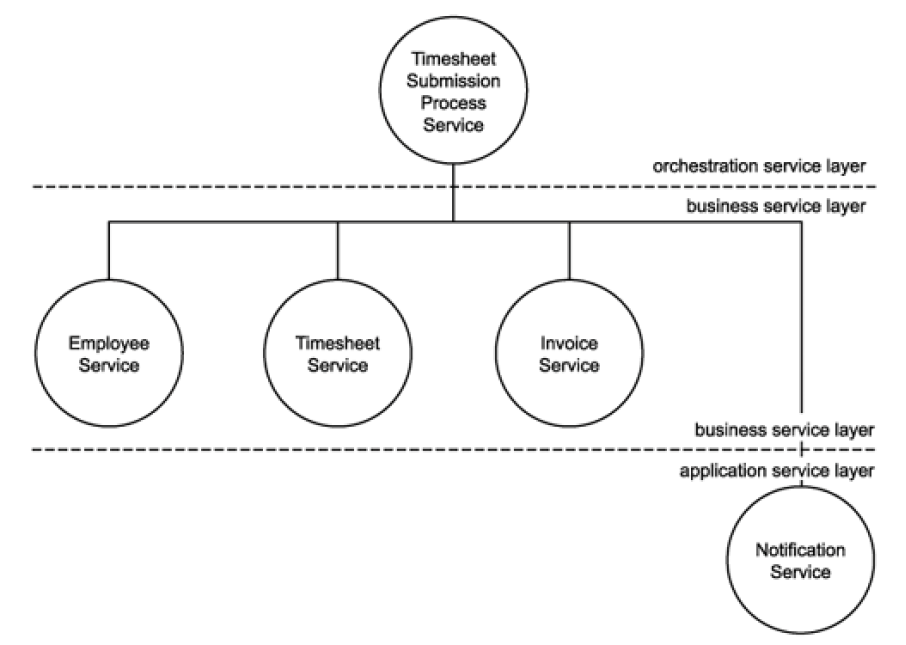 Timesheet
Submission
Process
Service
orchestration service layer
business service layer
Employee
Service
Timesheet
Service
Invoice
Service
business service layer
application service layer
Notification
Service